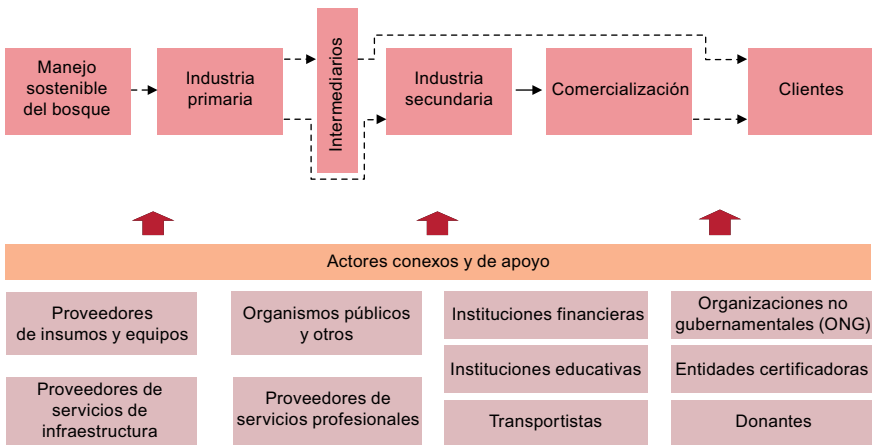 Manejo
sostenible
del bosque
Industria
primaria
Intermediarios
Industria
secundaria
Comercialización
Clientes
Actores conexos y de apoyo
Proveedores
de insumos y equipos
Organismos públicos
y otros
Instituciones financieras
Organizaciones no
gubernamentales (ONG)
Instituciones educativas
Entidades certificadoras
Proveedores de
servicios de
infraestructura
Proveedores de
servicios profesionales
Transportistas
Donantes